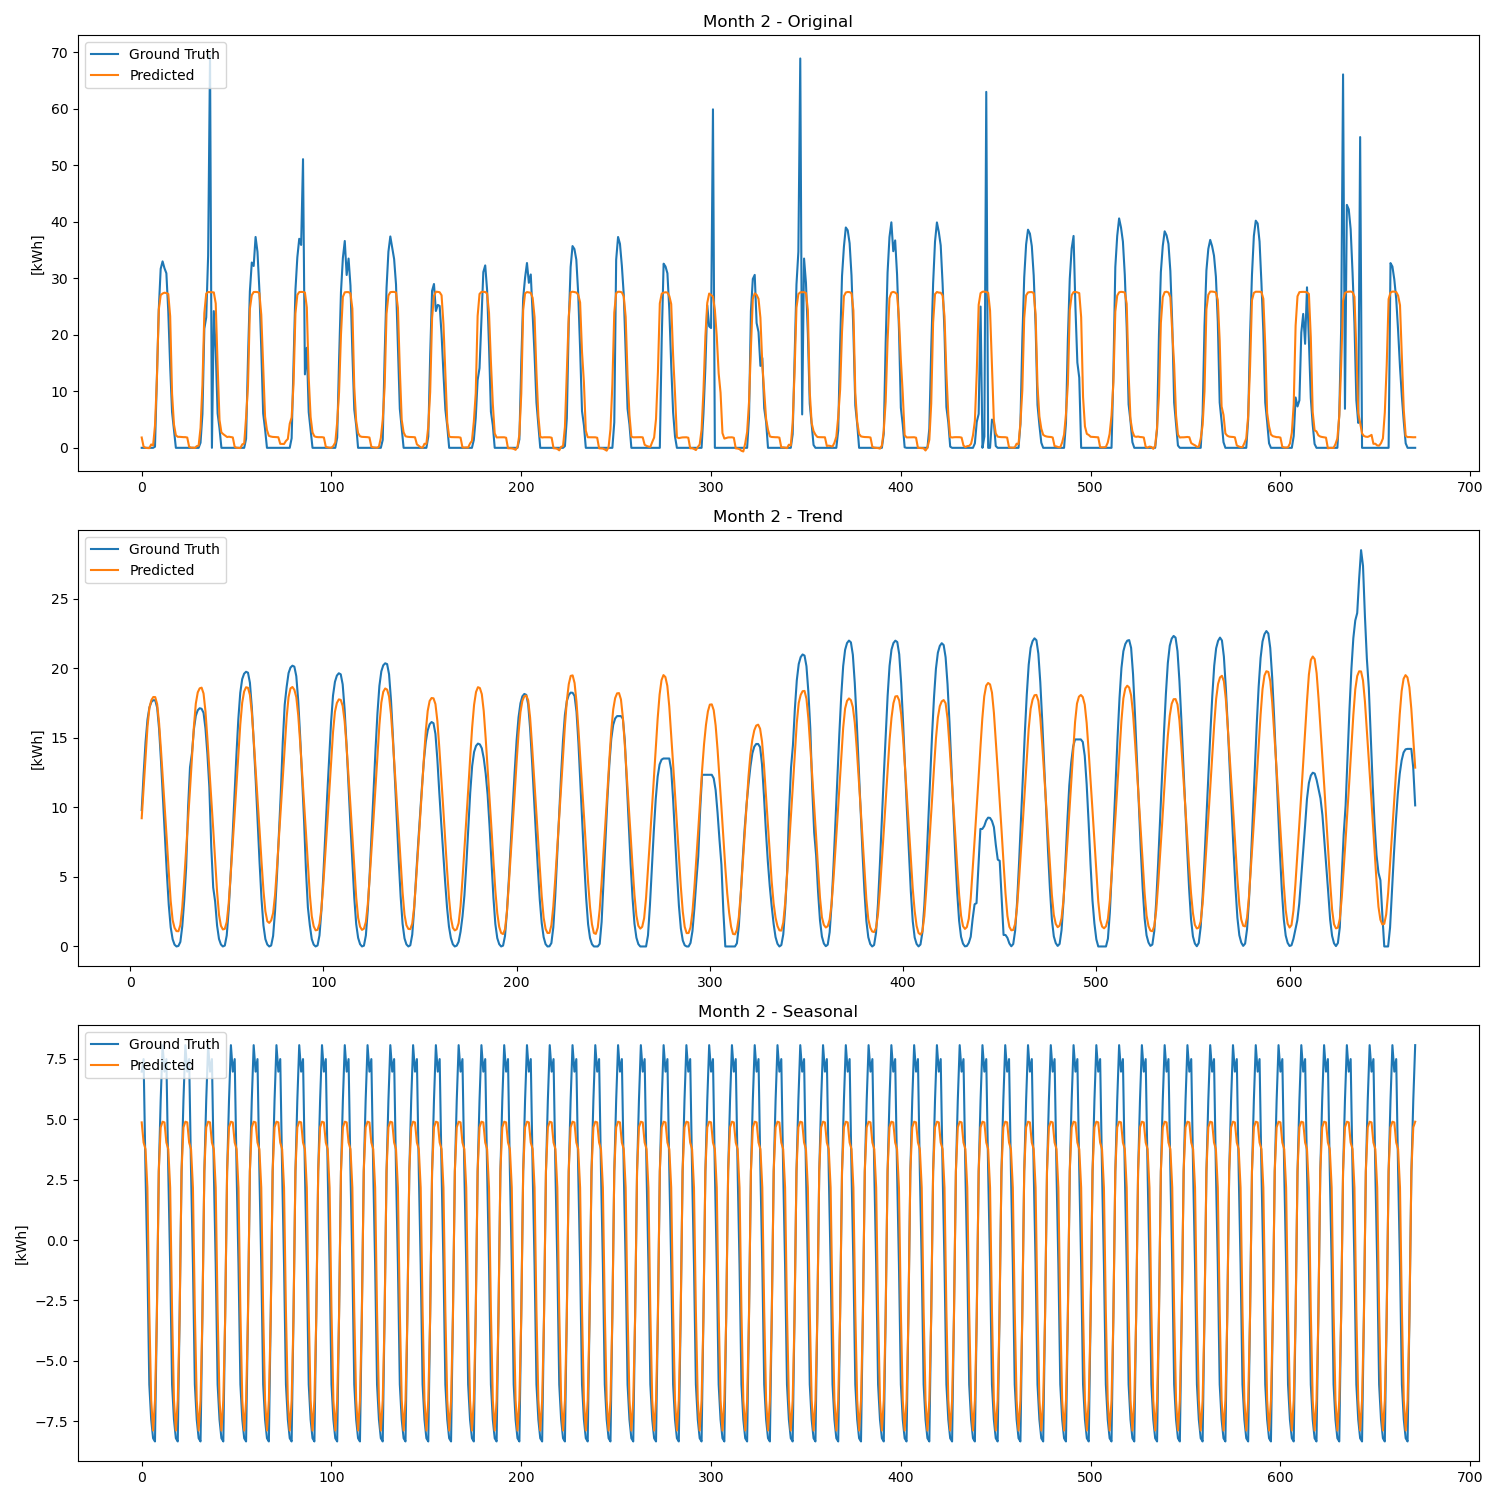 Month 2 - Original
Ground Truth
Predicted
[kWh]
70
60
50
40
30
20
10
0
0 100 200 300 400 500 600 700
Month 2 - Trend
Ground Truth
Predicted
[kWh]
25
20
15
10
5
0
0 100 200 300 400 500 600
Month 2 - Seasonal
Ground Truth
Predicted
[kWh]
7.5
5.0
2.5
0.0
−2.5
−5.0
−7.5
0 100 200 300 400 500 600 700